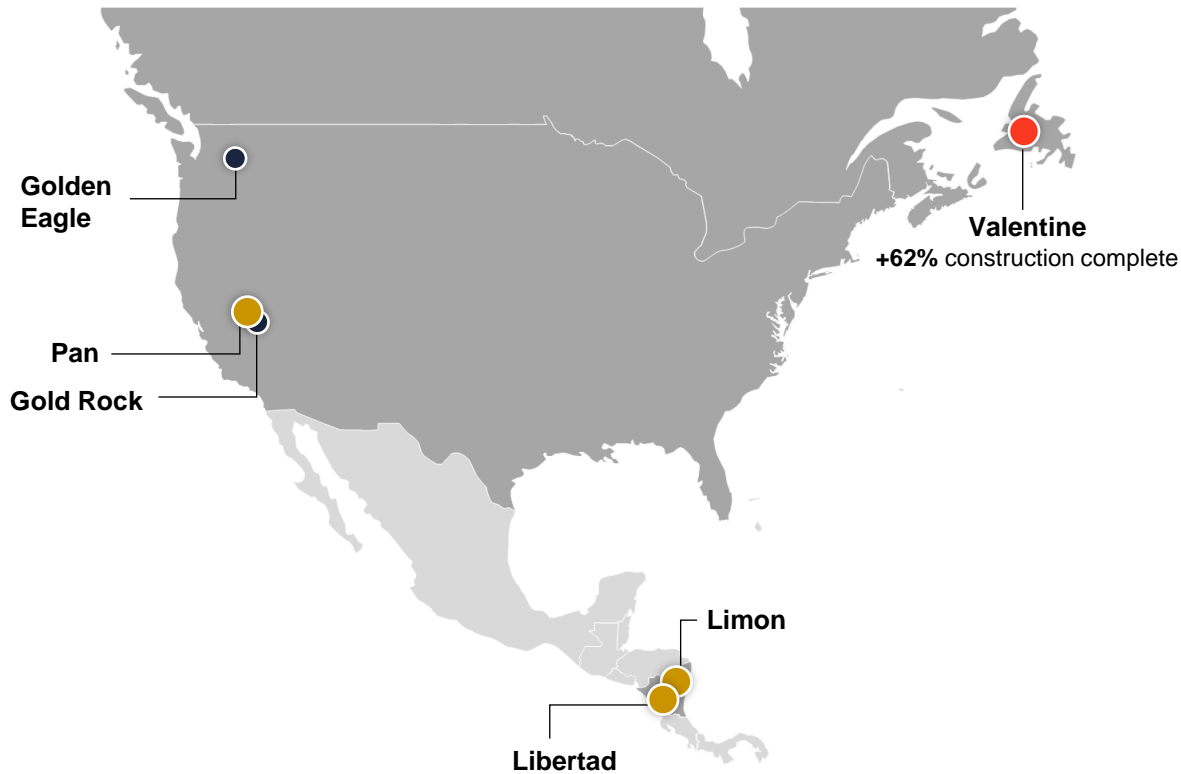 Golden
Eagle
Valentine
+62% construction complete
Pan
Gold Rock
Limon
Libertad